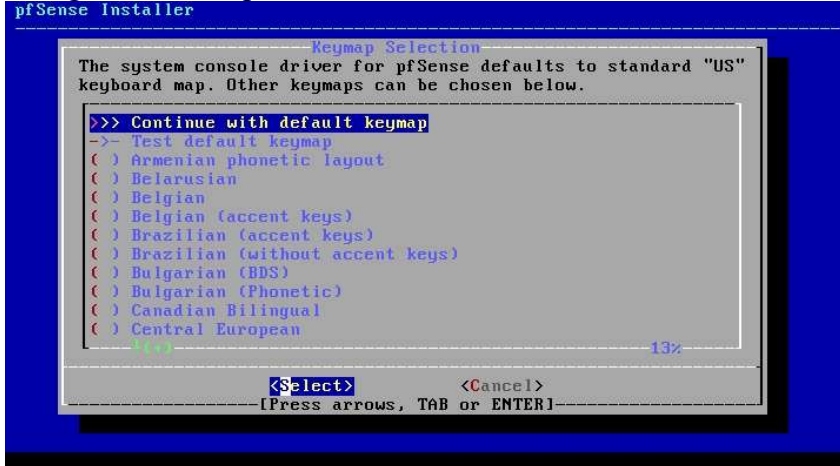 pfSense Installer
Keymap Selection
The system console driver for pfSense defaults to standard "US"
keyboard map. Other keymaps can be chosen below.
>>> Continue with default keymap
->- Test default keymap
( ) Armenian phonetic layout
( ) Belarusian
( ) Belgian
( ) Belgian (accent keys)
( ) Brazilian (accent keys)
( ) Brazilian (without accent keys)
( ) Bulgarian (BDS)
( ) Bulgarian (Phonetic)
( ) Canadian Bilingual
( ) Central European
(+) 13%
<Select> <Cancel>
[Press arrows, TAB or ENTER]